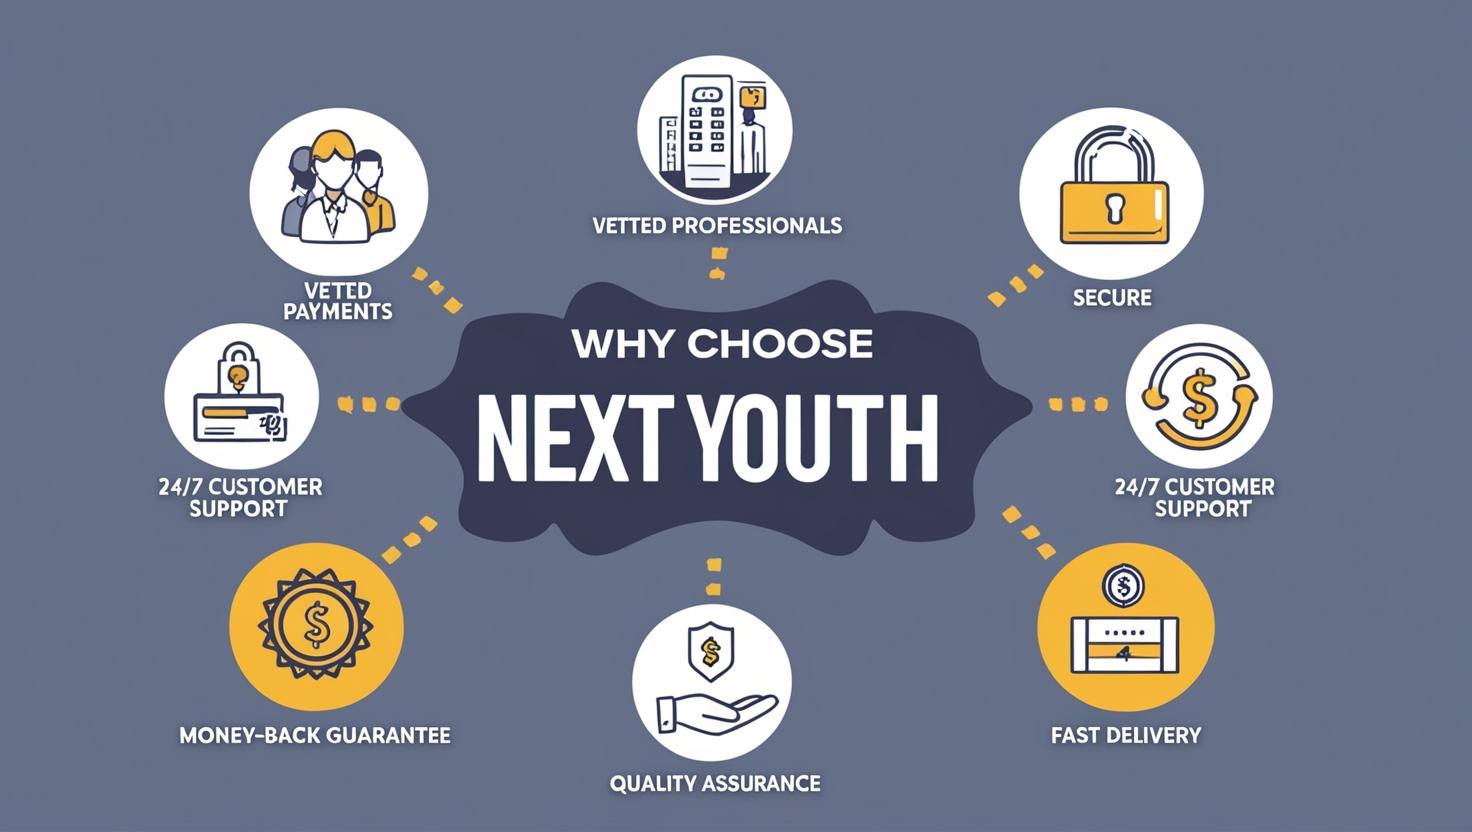 VETTED PROFESSIONALS
VETED
PAYMENTS
SECURE
WHY CHOOSE
NEXT YOUTH
24/7 CUSTOMER
SUPPORT
24/7 CUSTOMER
SUPPORT
MONEY-BACK GUARANTEE
FAST DELIVERY
QUALITY ASSURANCE